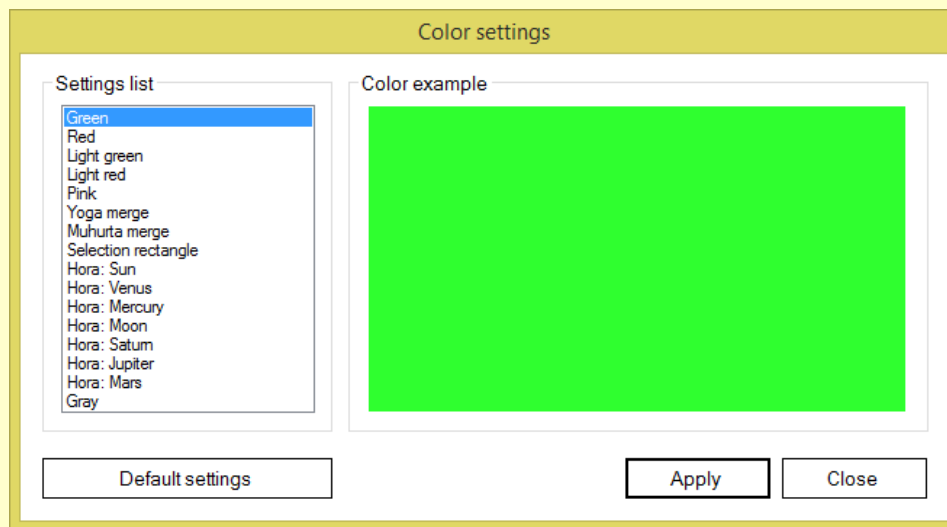 Color settings
Settings list
Green
Red
Light green
Light red
Pink
Yoga merge
Muhurta merge
Selection rectangle
Hora: Sun
Hora: Venus
Hora: Mercury
Hora: Moon
Hora: Saturn
Hora: Jupiter
Hora: Mars
Gray
Color example
Default settings
Apply
Close